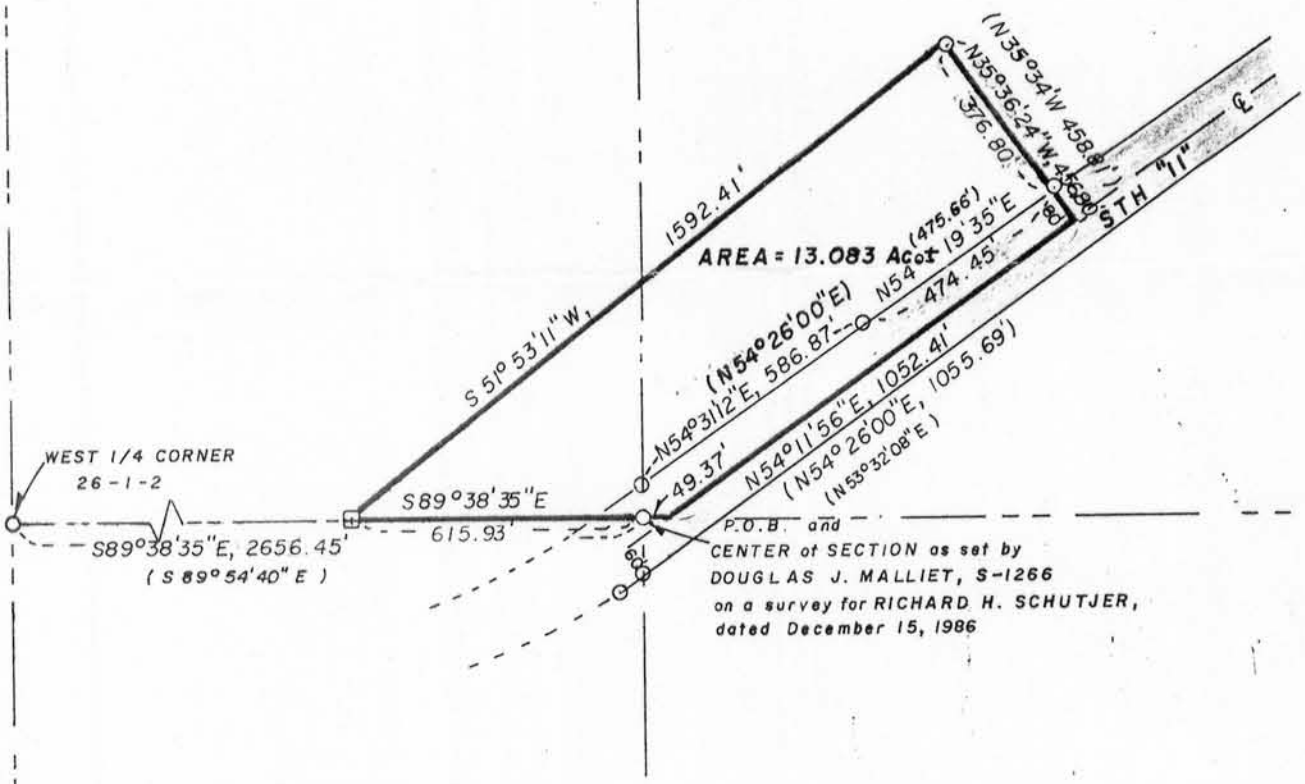 (N35°34'W 458.81')
N35°36'24"W, 456.80'
376.80'
80'
STH "11"
℄
1592.41'
S 51° 53'11" W,
AREA = 13.083 Ac±
(475.66')
N54° 19'35" E
474.45'
(N54°26'00"E)
N54°31'12"E, 586.87'
N54°11'56"E, 1052.41'
(N54°26'00"E, 1055.69')
(N53°32'08"E)
49.37'
WEST 1/4 CORNER
26-1-2
S89°38'35"E
615.93'
S89°38'35"E, 2656.45'
(S89°54'40"E)
60'
P.O.B. and
CENTER of SECTION as set by
DOUGLAS J. MALLIET, S-1266
on a survey for RICHARD H. SCHUTJER,
dated December 15, 1986